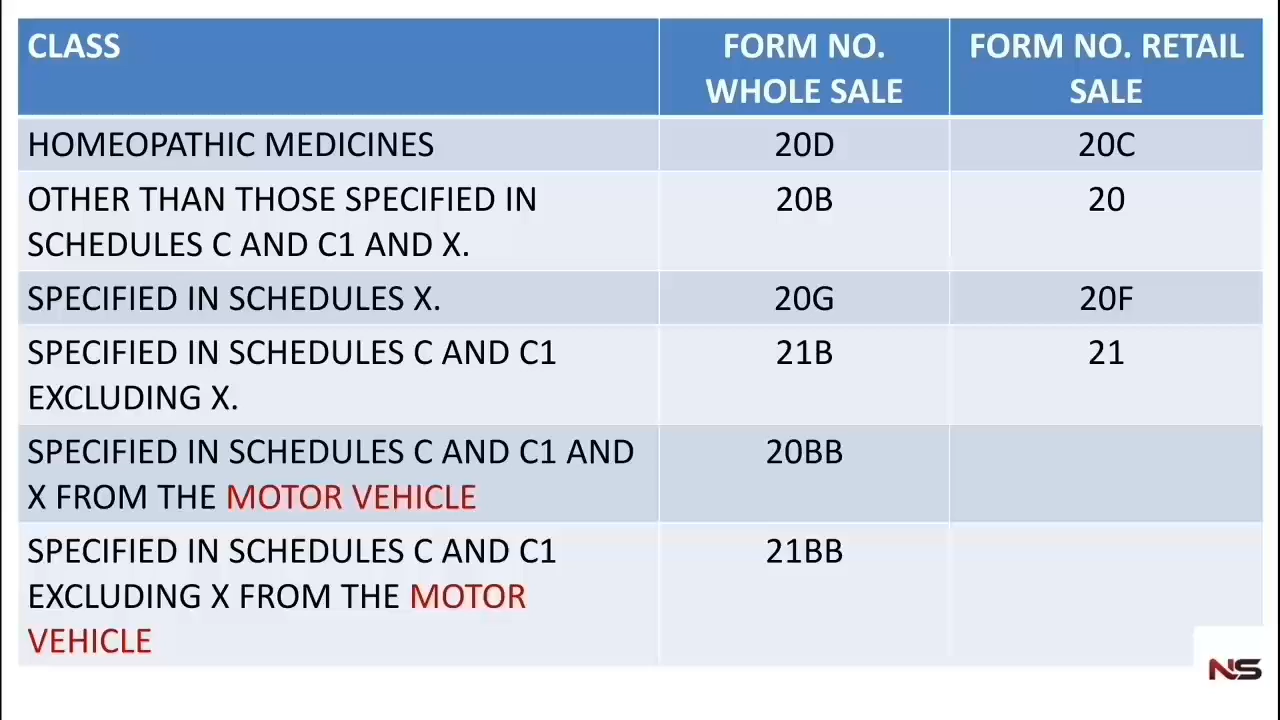 CLASS
FORM NO.
WHOLE SALE
FORM NO. RETAIL
SALE
HOMEOPATHIC MEDICINES
20D
20C
OTHER THAN THOSE SPECIFIED IN
SCHEDULES C AND C1 AND X.
20B
20
SPECIFIED IN SCHEDULES X.
20G
20F
SPECIFIED IN SCHEDULES C AND C1
EXCLUDING X.
21B
21
SPECIFIED IN SCHEDULES C AND C1 AND
X FROM THE MOTOR VEHICLE
20BB
SPECIFIED IN SCHEDULES C AND C1
EXCLUDING X FROM THE MOTOR
VEHICLE
21BB
NS